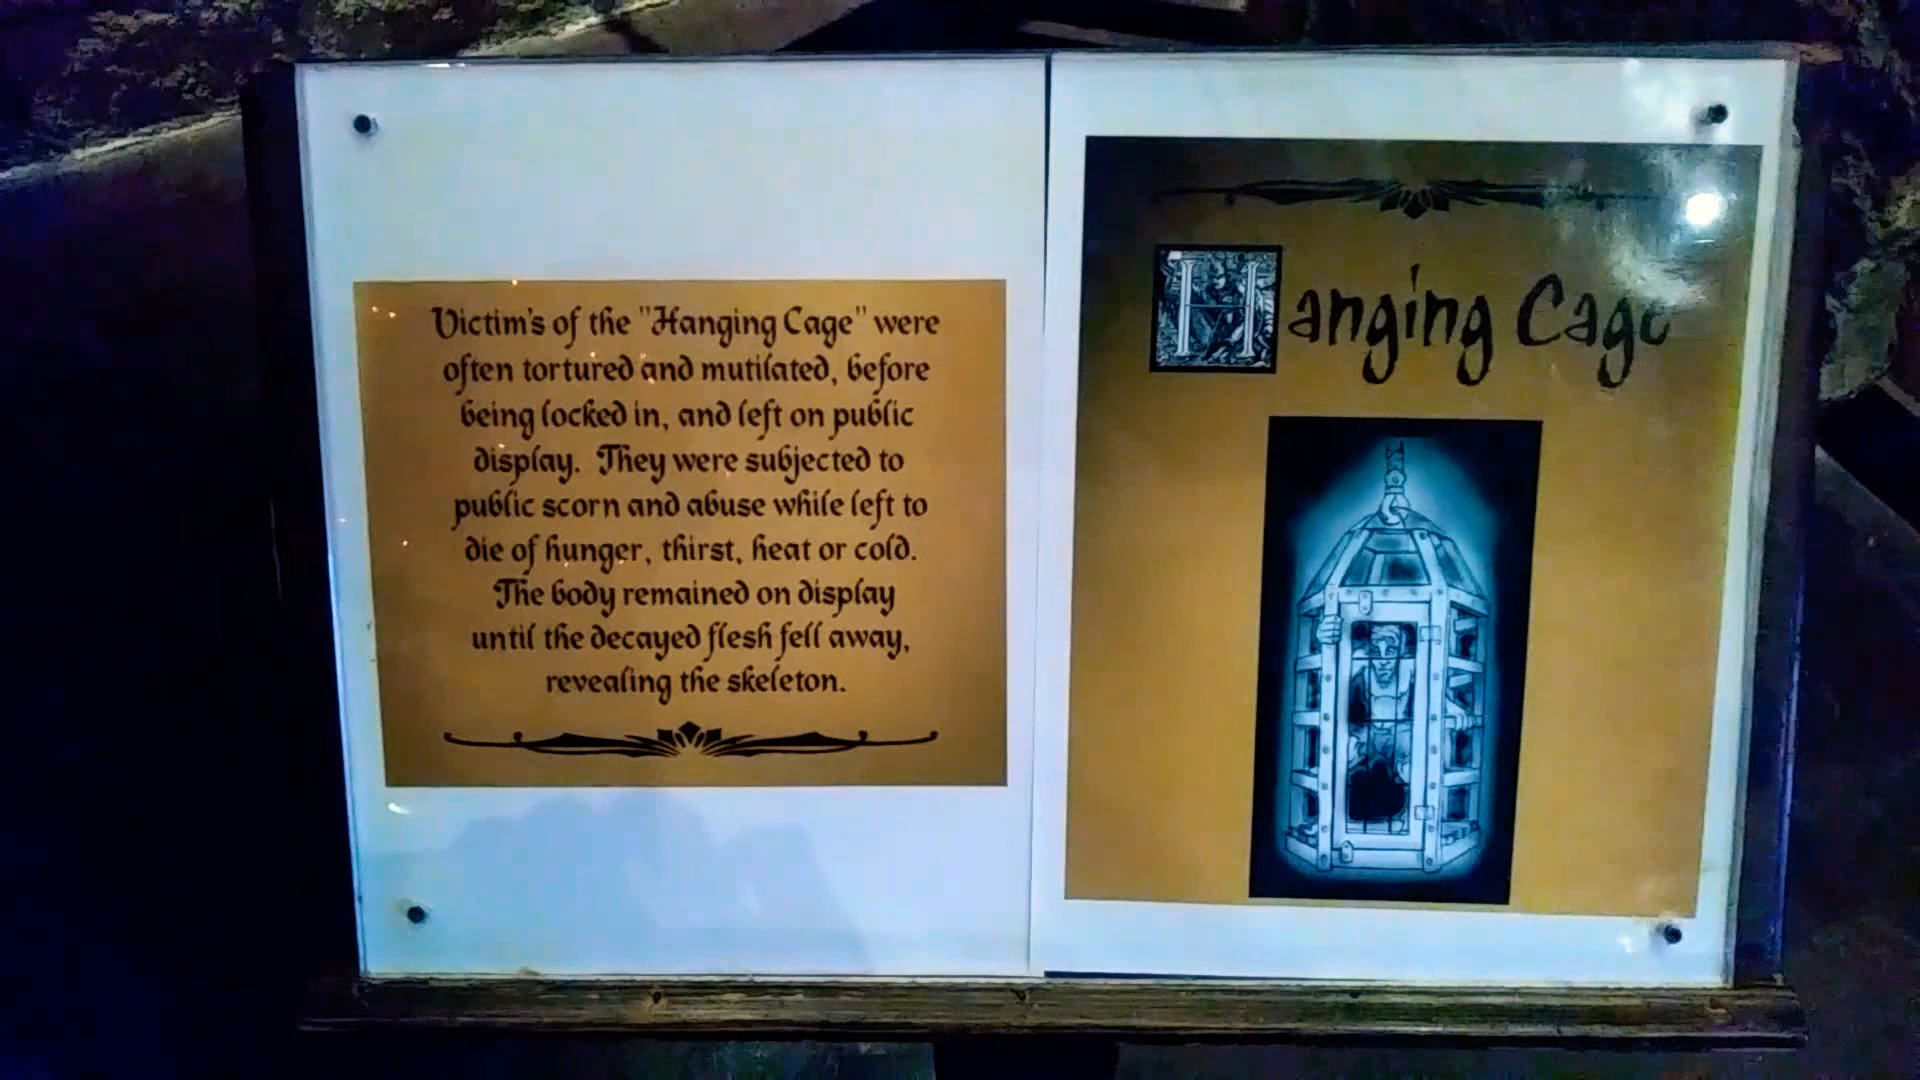 Victim's of the "Hanging Cage" were
often tortured and mutilated, before
being locked in, and left on public
display. They were subjected to
public scorn and abuse while left to
die of hunger, thirst, heat or cold.
The body remained on display
until the decayed flesh fell away,
revealing the skeleton.
Hanging Cage